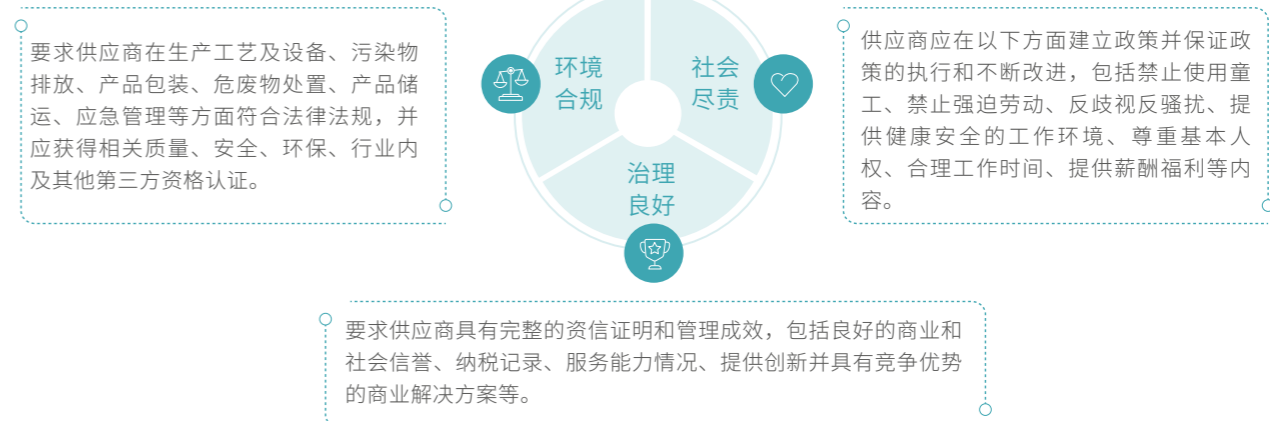 要求供应商在生产工艺及设备、污染物
排放、产品包装、危废物处置、产品储
运、应急管理等方面符合法律法规，并
应获得相关质量、安全、环保、行业内
及其他第三方资格认证。
环境
合规
社会
尽责
治理
良好
供应商应在以下方面建立政策并保证政
策的执行和不断改进，包括禁止使用童
工、禁止强迫劳动、反歧视反骚扰、提
供健康安全的工作环境、尊重基本人
权、合理工作时间、提供薪酬福利等内
容。
要求供应商具有完整的资信证明和管理成效，包括良好的商业和
社会信誉、纳税记录、服务能力情况、提供创新并具有竞争优势
的商业解决方案等。